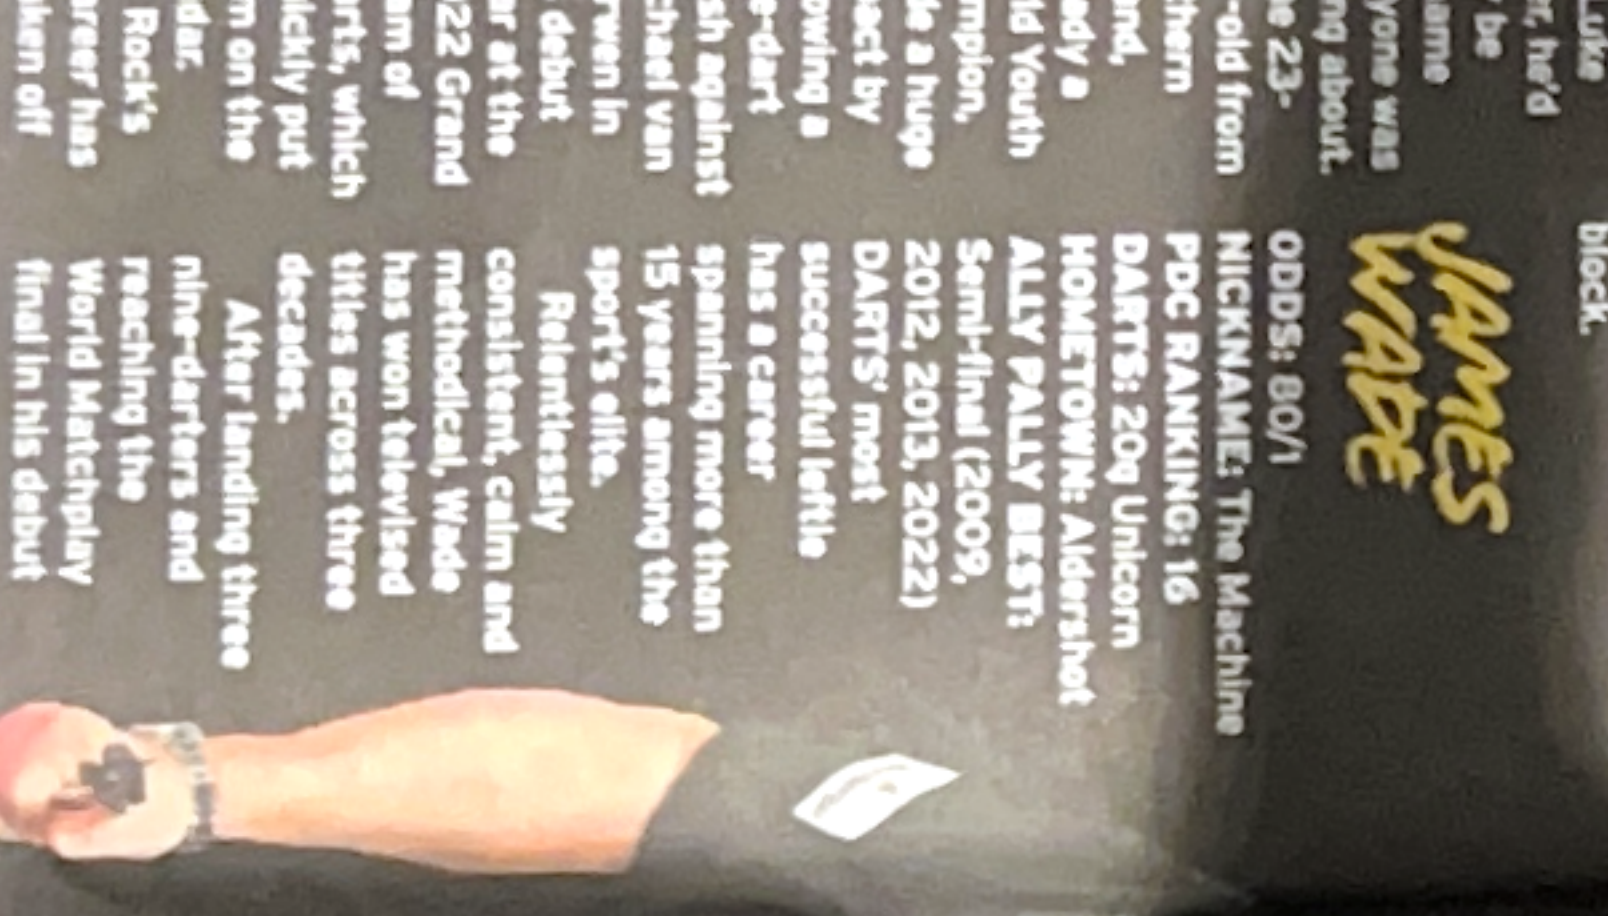 Luke
er, he'd
y be
name
yone was
ng about.
e 23-
-old from
thern
and,
ady a
ld Youth
mpion,
le a huge
pact by
owing a
e-dart
sh against
chael van
rwen in
debut
ar at the
22 Grand
am of
arts, which
ickly put
m on the
dar.
Rock's
areer has
aken off
block.
JAMES
WADE
ODDS: 80/1
NICKNAME: The Machine
PDC RANKING: 16
DARTS: 20g Unicorn
HOMETOWN: Aldershot
ALLY PALLY BEST:
Semi-final (2009,
2012, 2013, 2022)
DARTS' most
successful leftie
has a career
spanning more than
15 years among the
sport's elite.
Relentlessly
consistent, calm and
methodical, Wade
has won televised
titles across three
decades.
After landing three
nine-darters and
reaching the
World Matchplay
final in his debut